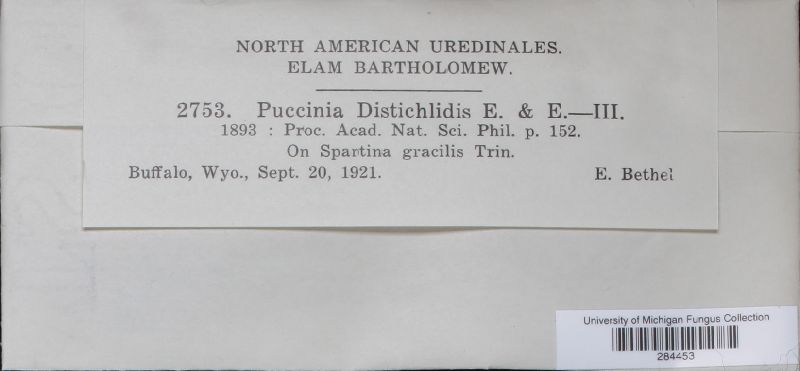 NORTH AMERICAN UREDINALES.
ELAM BARTHOLOMEW.
2753. Puccinia Distichlidis E. & E.—III.
1893 : Proc. Acad. Nat. Sci. Phil. p. 152.
On Spartina gracilis Trin.
Buffalo, Wyo., Sept. 20, 1921. E. Bethel
University of Michigan Fungus Collection
284453